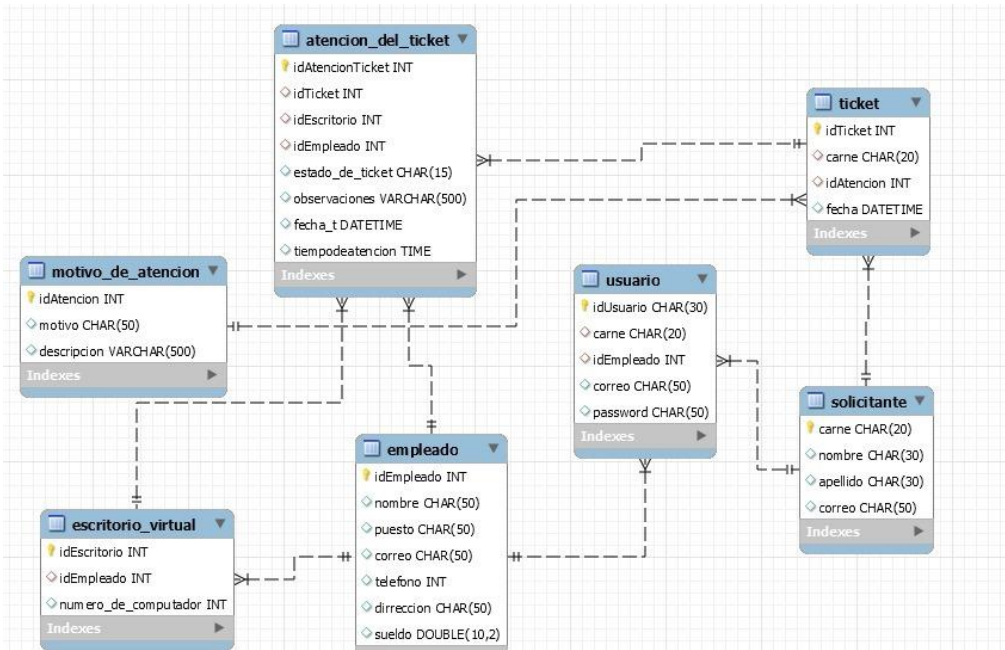 atencion_del_ticket
idAtencionTicket INT
idTicket INT
idEscritorio INT
idEmpleado INT
estado_de_ticket CHAR(15)
observaciones VARCHAR(500)
fecha_t DATETIME
tiempodeatencion TIME
Indexes
ticket
idTicket INT
carne CHAR(20)
idAtencion INT
fecha DATETIME
Indexes
motivo_de_atencion
idAtencion INT
motivo CHAR(50)
descripcion VARCHAR(500)
Indexes
usuario
idUsuario CHAR(30)
carne CHAR(20)
idEmpleado INT
correo CHAR(50)
password CHAR(50)
Indexes
solicitante
carne CHAR(20)
nombre CHAR(30)
apellido CHAR(30)
correo CHAR(50)
Indexes
empleado
idEmpleado INT
nombre CHAR(50)
puesto CHAR(50)
correo CHAR(50)
telefono INT
dirreccion CHAR(50)
sueldo DOUBLE(10,2)
escritorio_virtual
idEscritorio INT
idEmpleado INT
numero_de_computador INT
Indexes